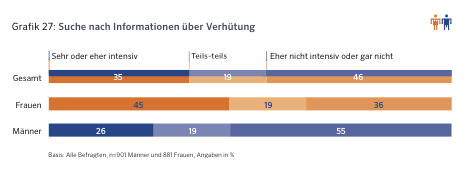 Grafik 27: Suche nach Informationen über Verhütung
Sehr oder eher intensiv Teils-teils Eher nicht intensiv oder gar nicht
Gesamt 35 19 46
Frauen 45 19 36
Männer 26 19 55
Basis: Alle Befragten, n=901 Männer und 881 Frauen, Angaben in %